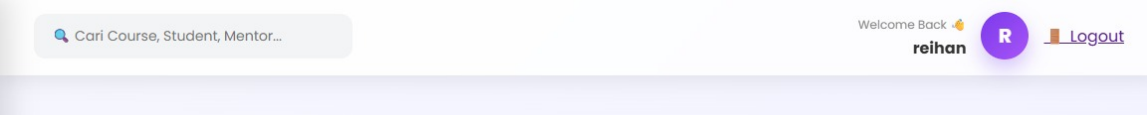 🔍 Cari Course, Student, Mentor...
Welcome Back 👋
reihan
R
🚪 Logout